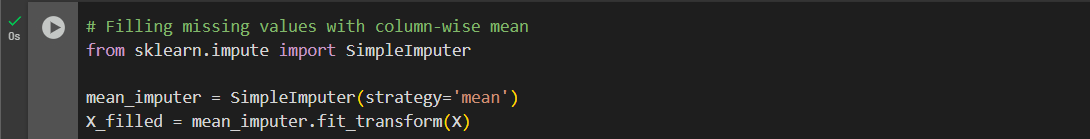 # Filling missing values with column-wise mean
0s
from sklearn.impute import SimpleImputer
mean_imputer = SimpleImputer(strategy='mean')
X_filled = mean_imputer.fit_transform(X)